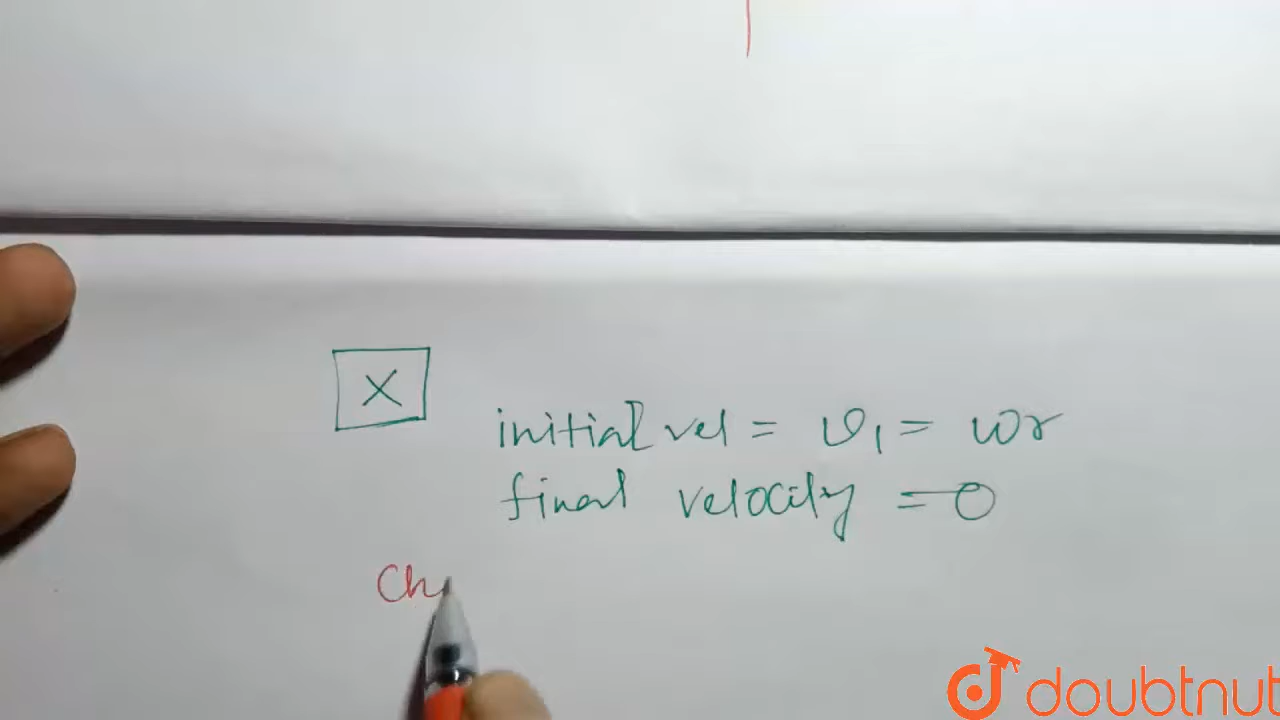 X
initial vel = v₁ = ωr
final velocity = 0
Ch
doubtnut